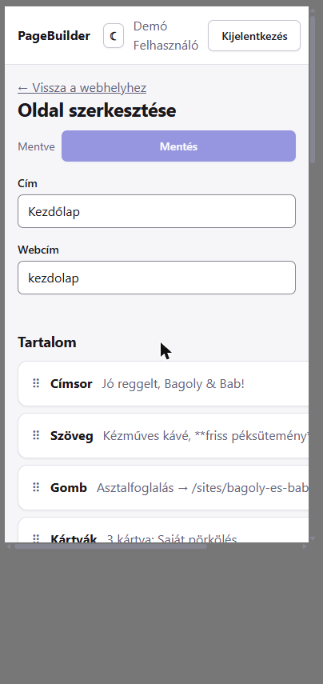 PageBuilder
Demó
Felhasználó
Kijelentkezés
← Vissza a webhelyhez
Oldal szerkesztése
Mentve
Mentés
Cím
Kezdőlap
Webcím
kezdolap
Tartalom
Címsor Jó reggelt, Bagoly & Bab!
Szöveg Kézműves kávé, **friss péksütemény*
Gomb Asztalfoglalás → /sites/bagoly-es-bab
Kártyák 3 kártya: Saját pörkölés